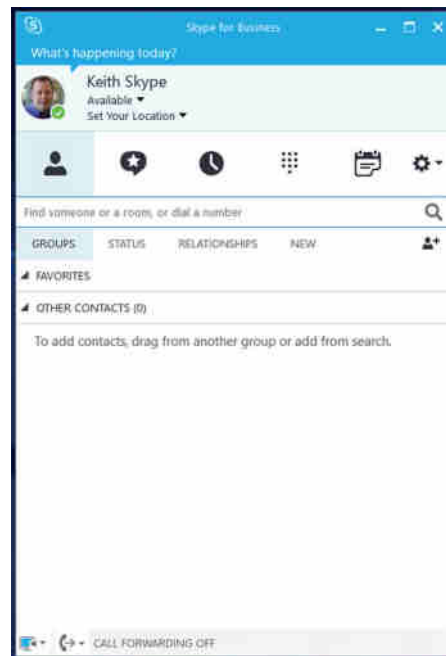 Skype for Business
What's happening today?
Keith Skype
Available
Set Your Location
Find someone or a room, or dial a number
GROUPS STATUS RELATIONSHIPS NEW
FAVORITES
OTHER CONTACTS (0)
To add contacts, drag from another group or add from search.
CALL FORWARDING OFF